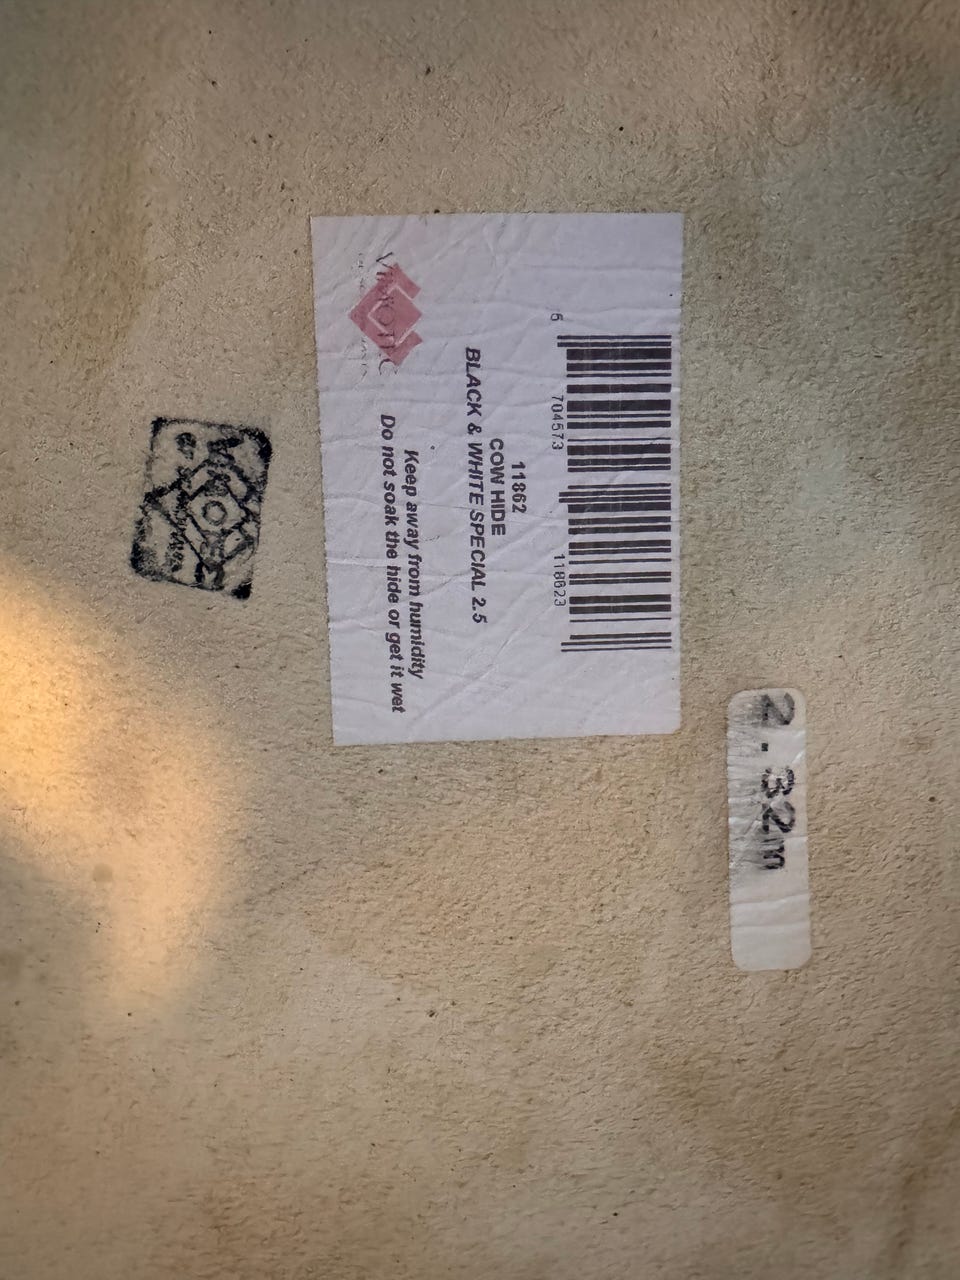 5 704573 118623
11862
COW HIDE
BLACK & WHITE SPECIAL 2.5
Keep away from humidity
Do not soak the hide or get it wet
2.32m